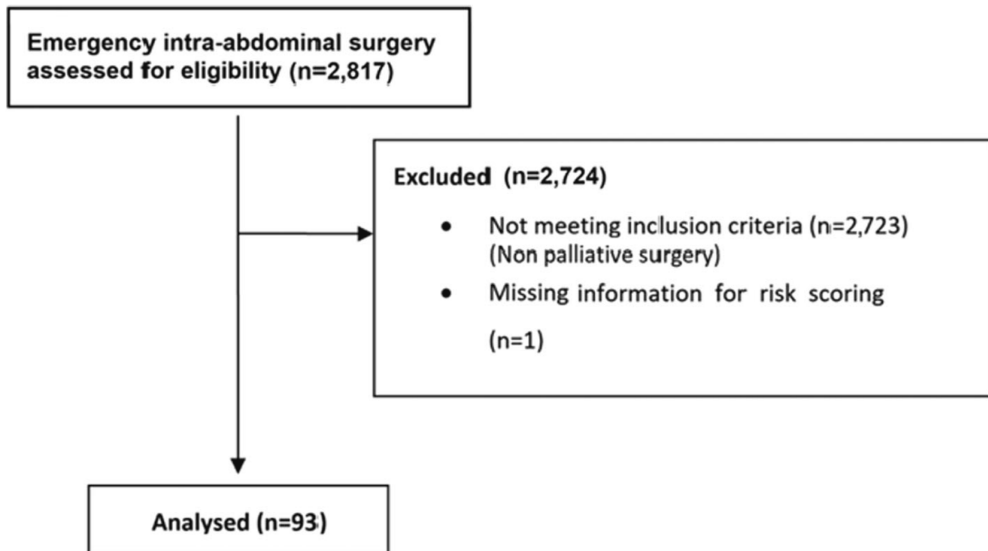 Emergency intra-abdominal surgery
assessed for eligibility (n=2,817)
Excluded (n=2,724)
• Not meeting inclusion criteria (n=2,723)
(Non palliative surgery)
• Missing information for risk scoring
(n=1)
Analysed (n=93)